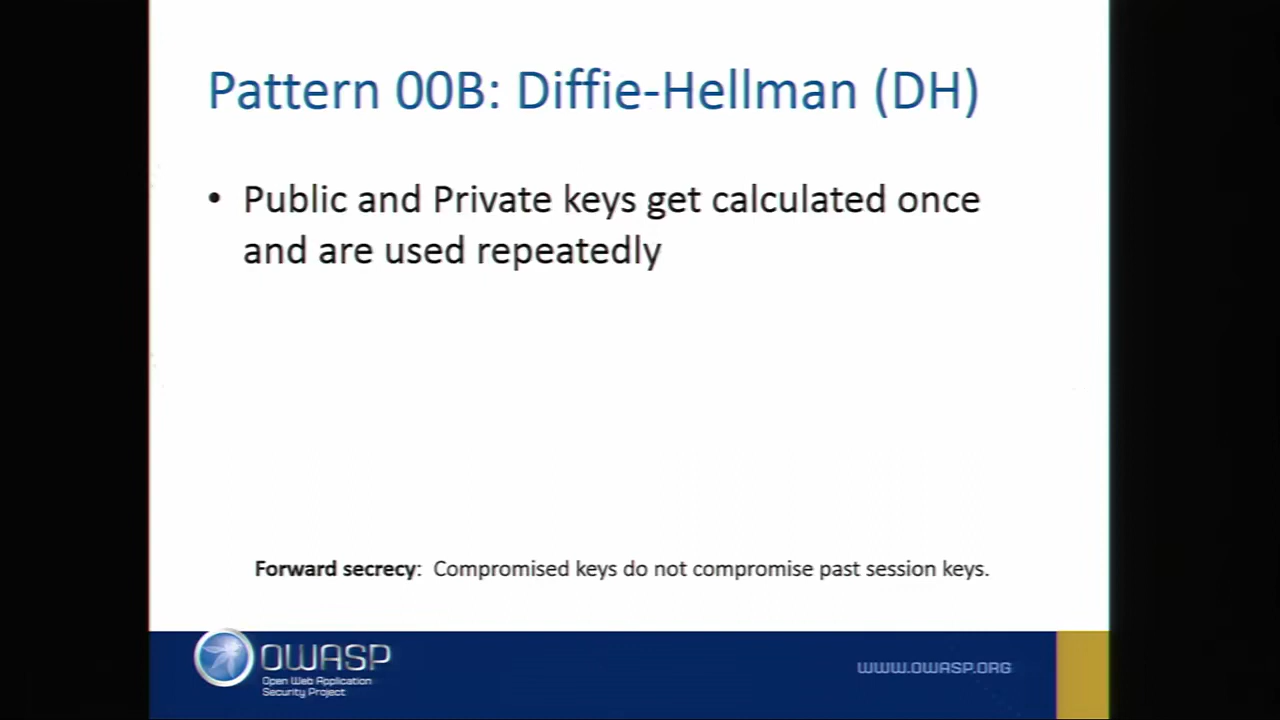 Pattern 00B: Diffie-Hellman (DH)
• Public and Private keys get calculated once
and are used repeatedly
Forward secrecy: Compromised keys do not compromise past session keys.
OWASP
Open Web Application
Security Project
WWW.OWASP.ORG